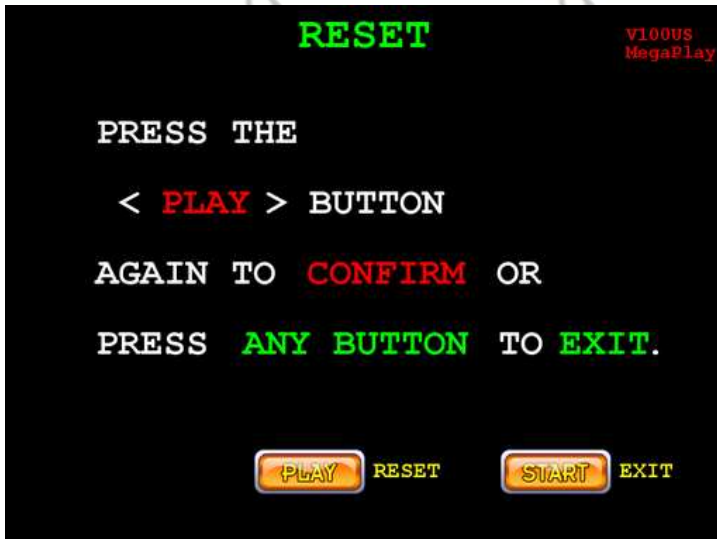 RESET
V100US
MegaPlay
PRESS THE
< PLAY > BUTTON
AGAIN TO CONFIRM OR
PRESS ANY BUTTON TO EXIT.
PLAY RESET START EXIT